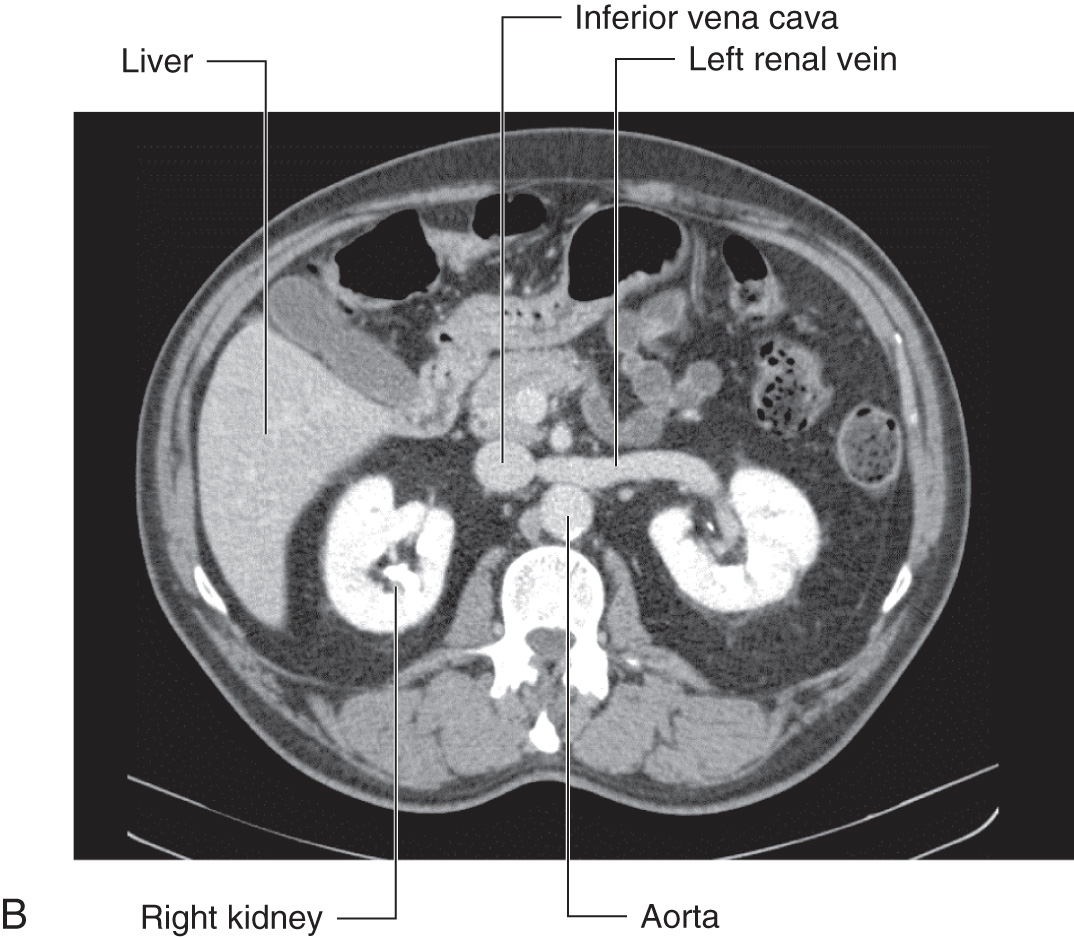 Inferior vena cava
Liver
Left renal vein
B
Right kidney
Aorta